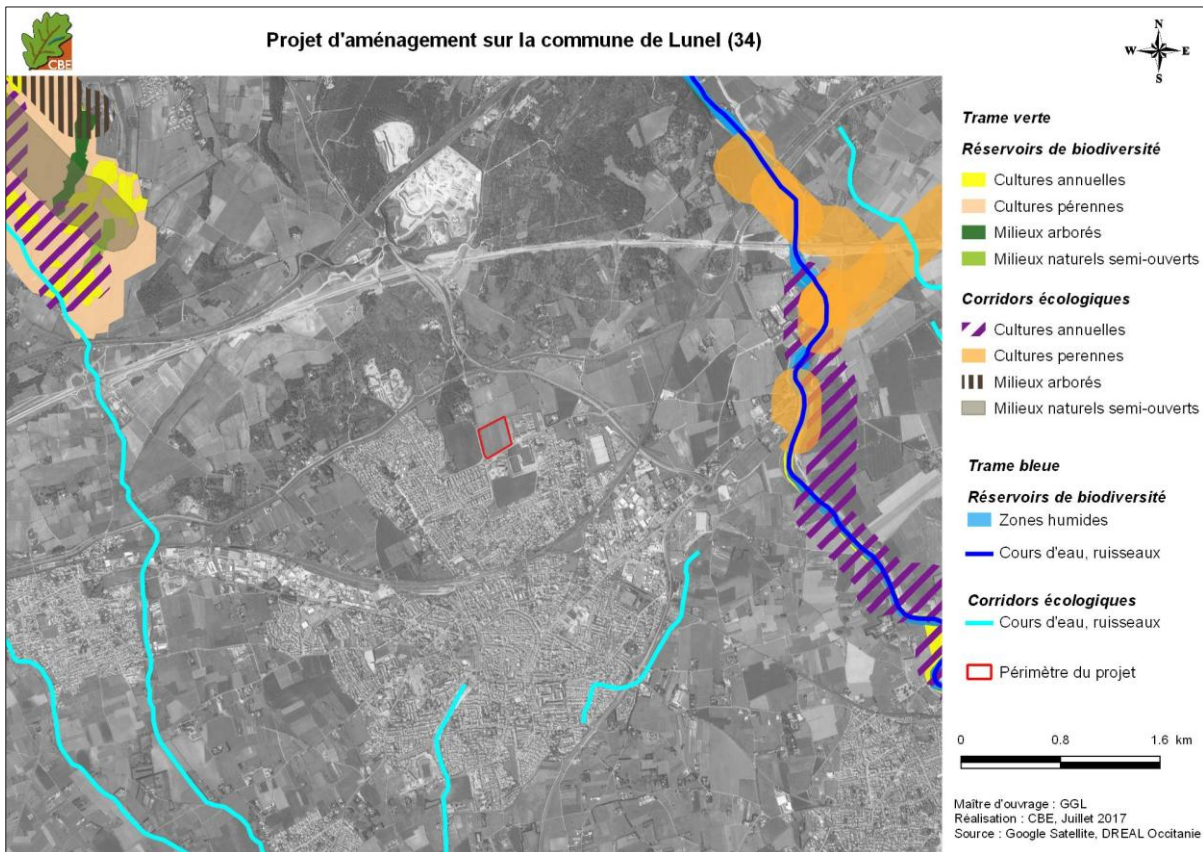 CBE
Projet d'aménagement sur la commune de Lunel (34)
N
W E
S
Trame verte
Réservoirs de biodiversité
Cultures annuelles
Cultures pérennes
Milieux arborés
Milieux naturels semi-ouverts
Corridors écologiques
Cultures annuelles
Cultures perennes
Milieux arborés
Milieux naturels semi-ouverts
Trame bleue
Réservoirs de biodiversité
Zones humides
Cours d'eau, ruisseaux
Corridors écologiques
Cours d'eau, ruisseaux
Périmètre du projet
0 0.8 1.6 km
Maître d'ouvrage : GGL
Réalisation : CBE, Juillet 2017
Source : Google Satellite, DREAL Occitanie